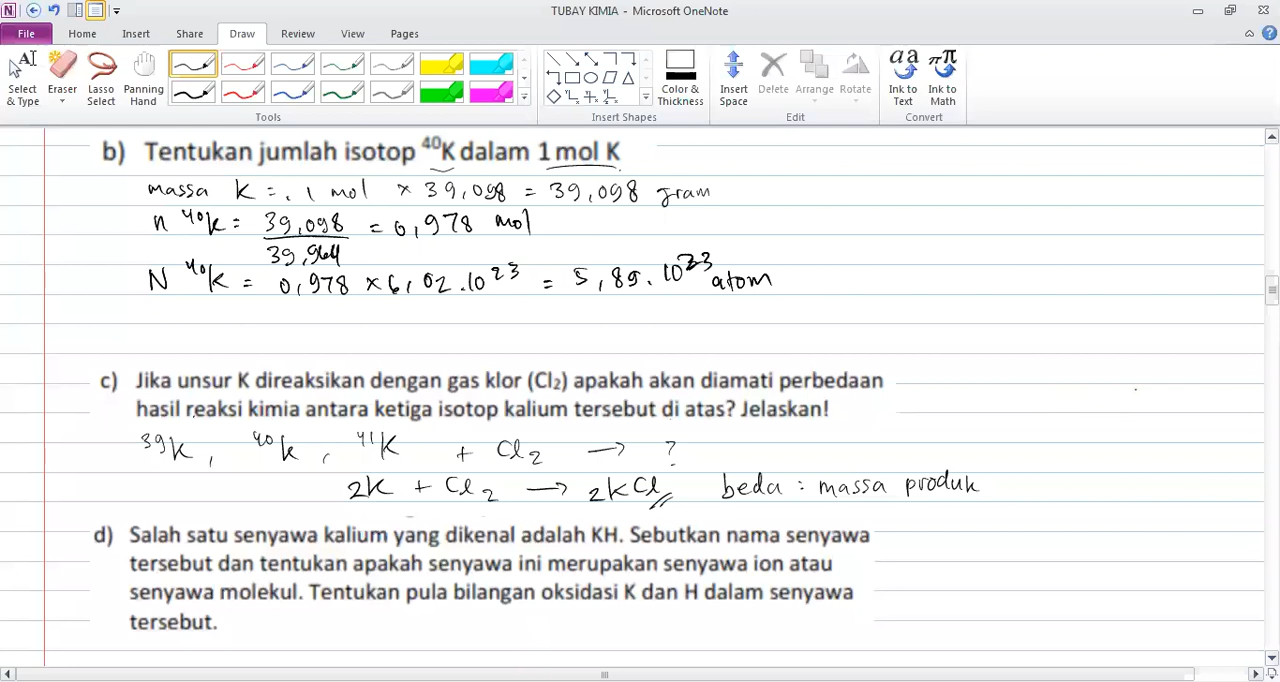 TUBAY KIMIA - Microsoft OneNote
File Home Insert Share Draw Review View Pages
Select & Type
Eraser
Lasso Select
Panning Hand
Color & Thickness
Insert Space
Delete
Arrange
Rotate
Ink to Text
Ink to Math
Tools
Insert Shapes
Edit
Convert
b) Tentukan jumlah isotop ⁴⁰K dalam 1 mol K
massa K = . 1 mol × 39,098 = 39,098 gram
n ⁴⁰K = 39,098 / 39,964 = 0,978 mol
N ⁴⁰K = 0,978 × 6,02 . 10²³ = 5,89 . 10²³ atom
c) Jika unsur K direaksikan dengan gas klor (Cl₂) apakah akan diamati perbedaan
hasil reaksi kimia antara ketiga isotop kalium tersebut di atas? Jelaskan!
³⁹K , ⁴⁰K , ⁴¹K + Cl₂ → ?
2K + Cl₂ → 2KCl beda : massa produk
d) Salah satu senyawa kalium yang dikenal adalah KH. Sebutkan nama senyawa
tersebut dan tentukan apakah senyawa ini merupakan senyawa ion atau
senyawa molekul. Tentukan pula bilangan oksidasi K dan H dalam senyawa
tersebut.